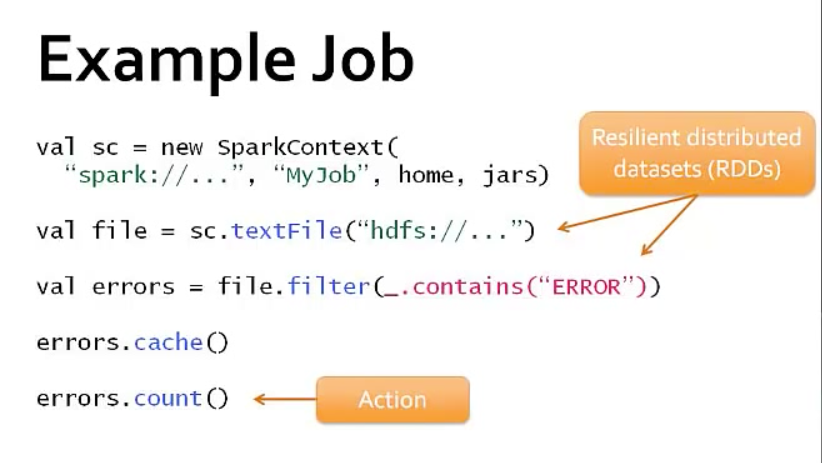 Example Job
val sc = new SparkContext(
“spark://...”, “MyJob”, home, jars)
Resilient distributed
datasets (RDDs)
val file = sc.textFile(“hdfs://...”)
val errors = file.filter(_.contains(“ERROR”))
errors.cache()
errors.count()
Action